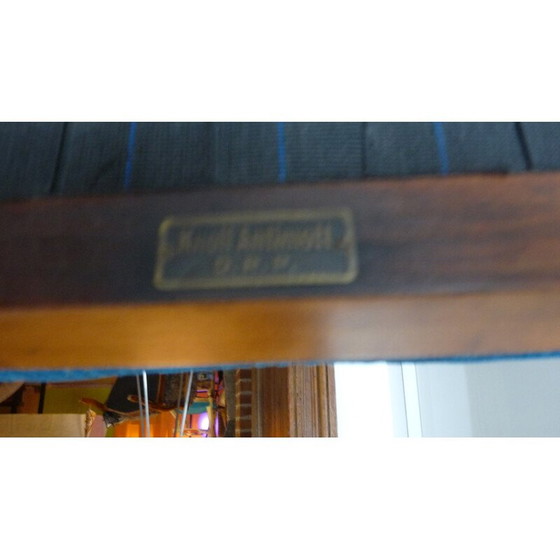 Knoll Antimott
D. R. P.